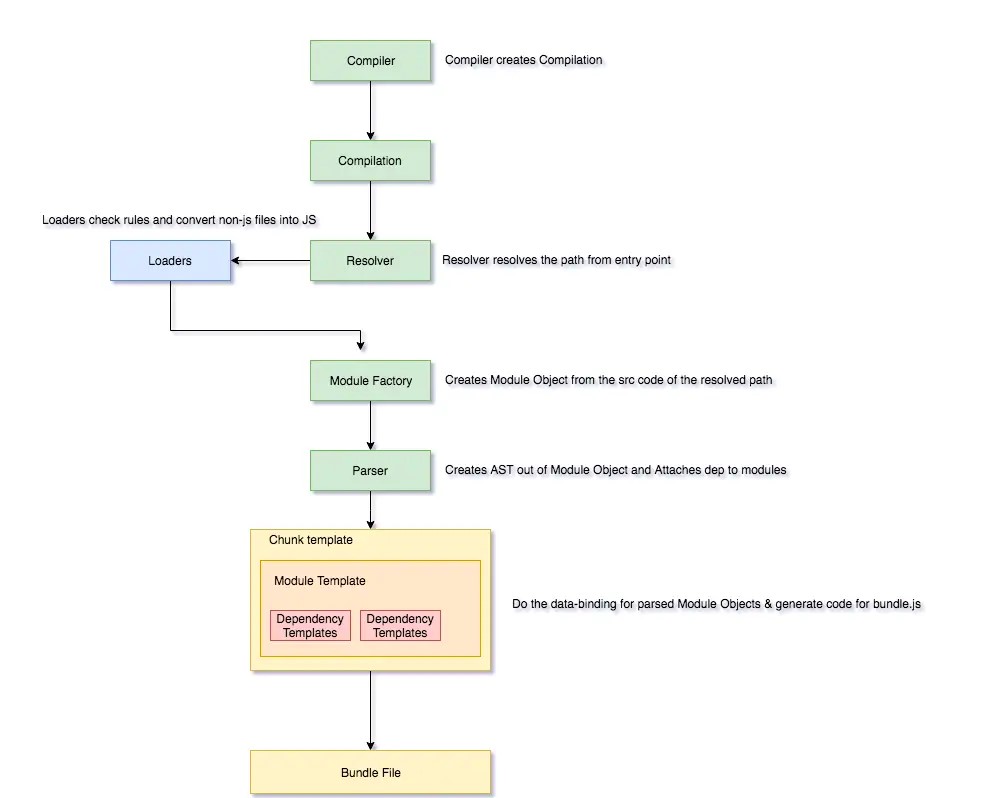 Compiler
Compiler creates Compilation
Compilation
Loaders check rules and convert non-js files into JS
Loaders
Resolver
Resolver resolves the path from entry point
Module Factory
Creates Module Object from the src code of the resolved path
Parser
Creates AST out of Module Object and Attaches dep to modules
Chunk template
Module Template
Dependency
Templates
Dependency
Templates
Do the data-binding for parsed Module Objects & generate code for bundle.js
Bundle File